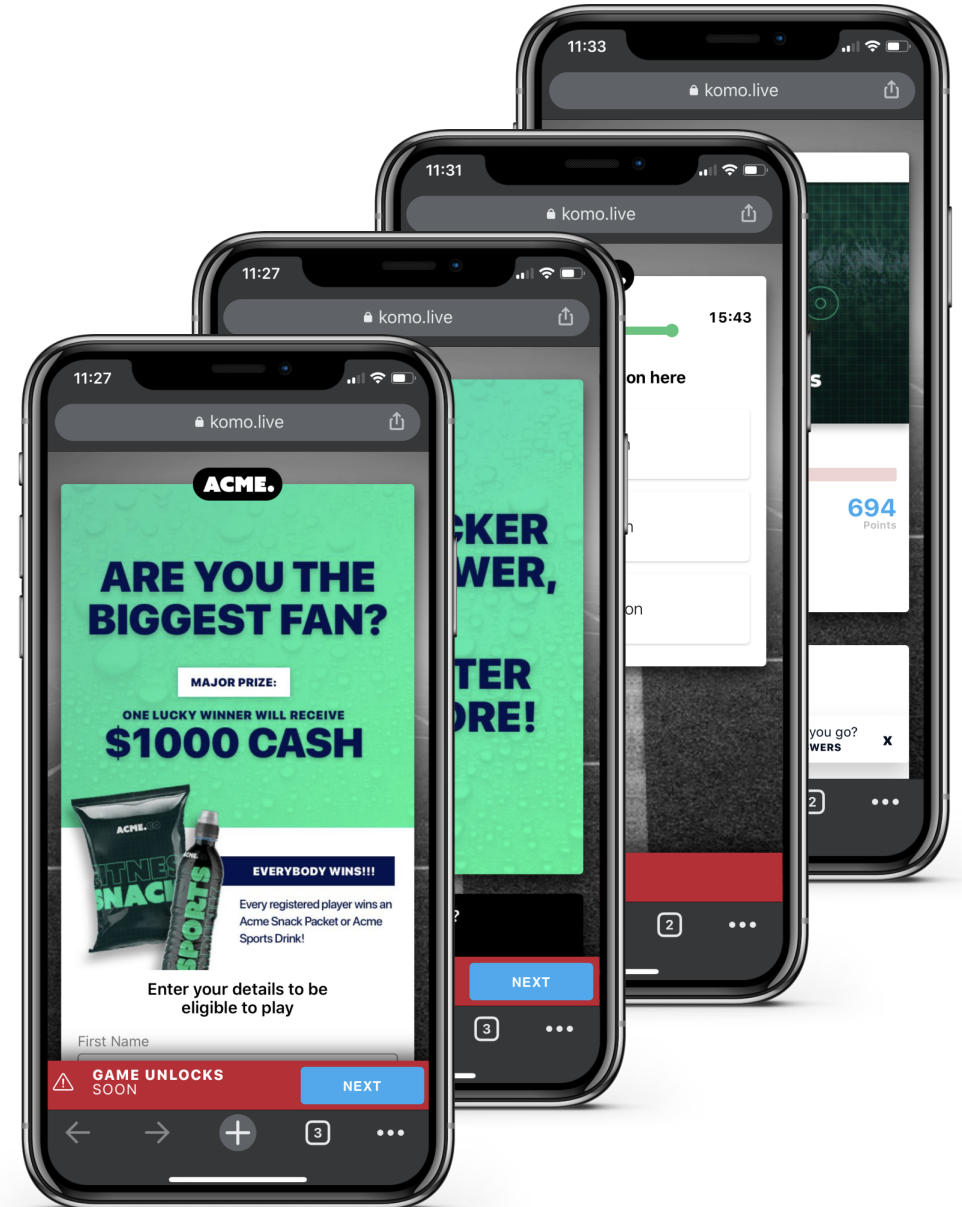 11:27
komo.live
ACME.
ARE YOU THE
BIGGEST FAN?
MAJOR PRIZE:
ONE LUCKY WINNER WILL RECEIVE
$1000 CASH
ACME.
FITNES
SNACK
ACME.
SPORTS
EVERYBODY WINS!!!
Every registered player wins an
Acme Snack Packet or Acme
Sports Drink!
Enter your details to be
eligible to play
First Name
GAME UNLOCKS
SOON
NEXT
3
11:27
komo.live
CKER
WER,
TER
ORE!
?
NEXT
3
11:31
komo.live
15:43
on here
on
2
11:33
komo.live
s
694
Points
you go?
WERS
X
2